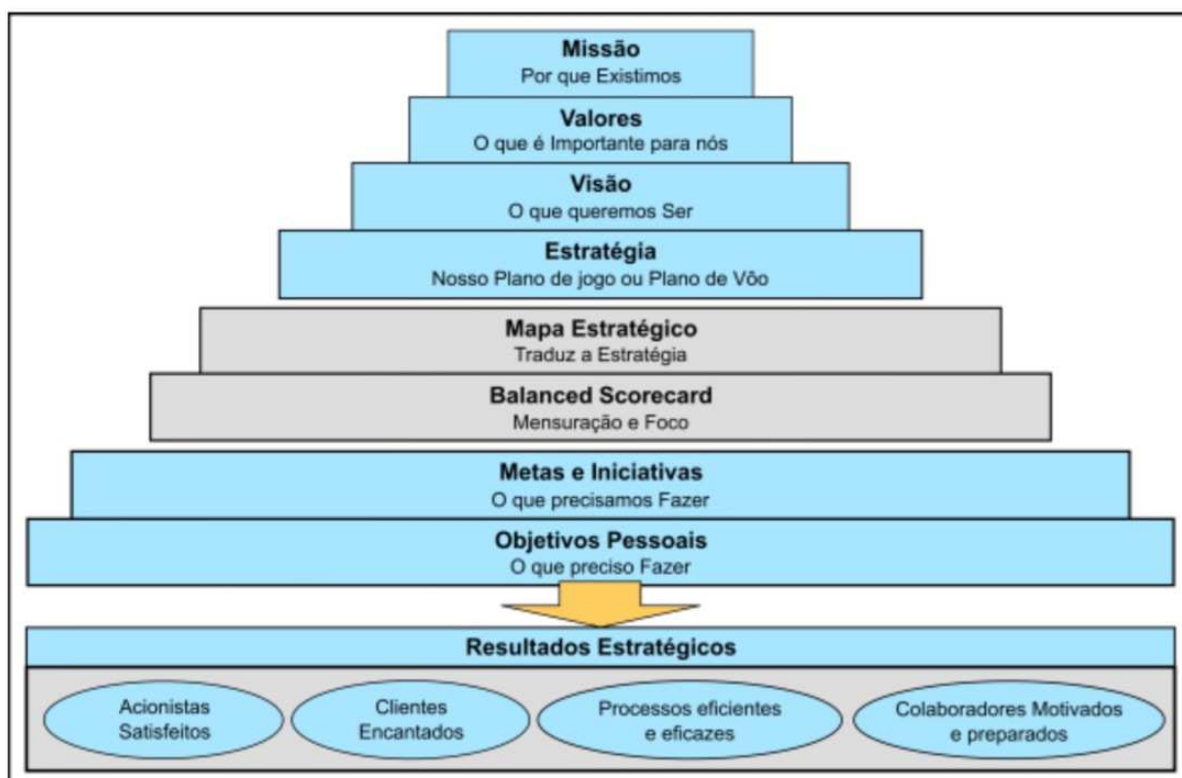 Missão
Por que Existimos
Valores
O que é Importante para nós
Visão
O que queremos Ser
Estratégia
Nosso Plano de jogo ou Plano de Vôo
Mapa Estratégico
Traduz a Estratégia
Balanced Scorecard
Mensuração e Foco
Metas e Iniciativas
O que precisamos Fazer
Objetivos Pessoais
O que preciso Fazer
Resultados Estratégicos
Acionistas
Satisfeitos
Clientes
Encantados
Processos eficientes
e eficazes
Colaboradores Motivados
e preparados